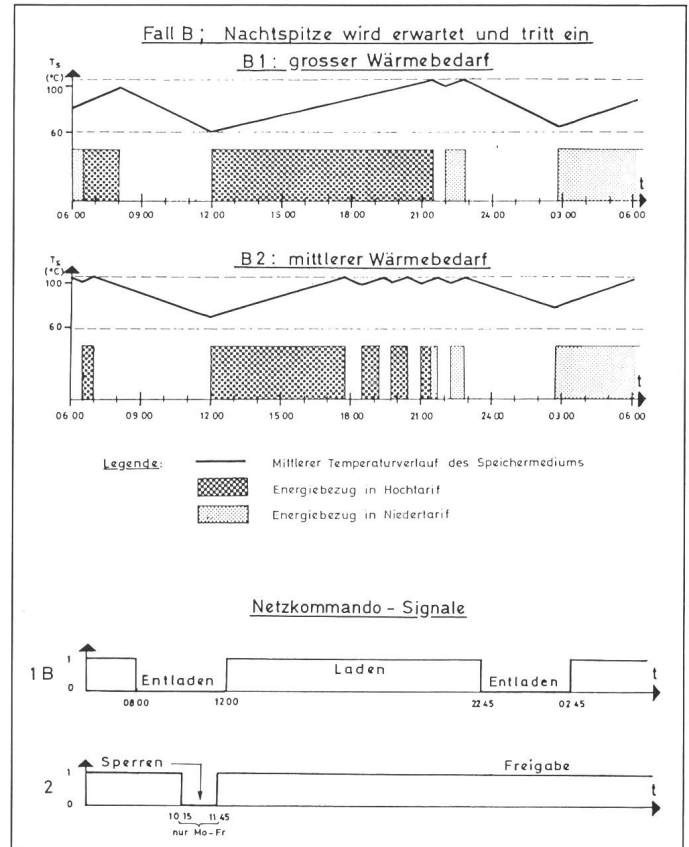 Fall B; Nachtspitze wird erwartet und tritt ein
B1: grosser Wärmebedarf
Ts
(°C)
100
60
t
06 00 09 00 12 00 15 00 18 00 21 00 24 00 03 00 06 00
B2: mittlerer Wärmebedarf
Ts
(°C)
100
60
t
06 00 09 00 12 00 15 00 18 00 21 00 24 00 03 00 06 00
Legende: Mittlerer Temperaturverlauf des Speichermediums
Energiebezug in Hochtarif
Energiebezug in Niedertarif
Netzkommando - Signale
1B
1
0
Entladen Laden Entladen t
08 00 12 00 22 45 02 45
2
1
0
Sperren Freigabe t
10 15 11 45
nur Mo-Fr